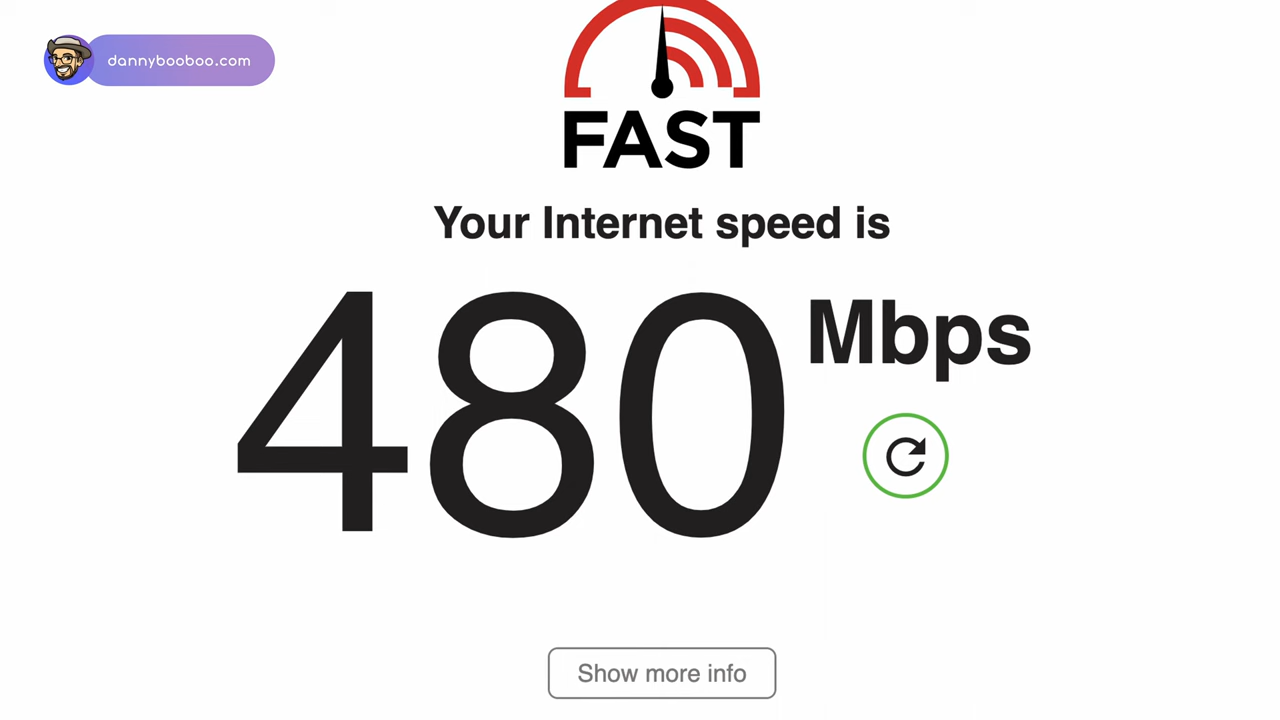 dannybooboo.com
FAST
Your Internet speed is
480 Mbps
Show more info